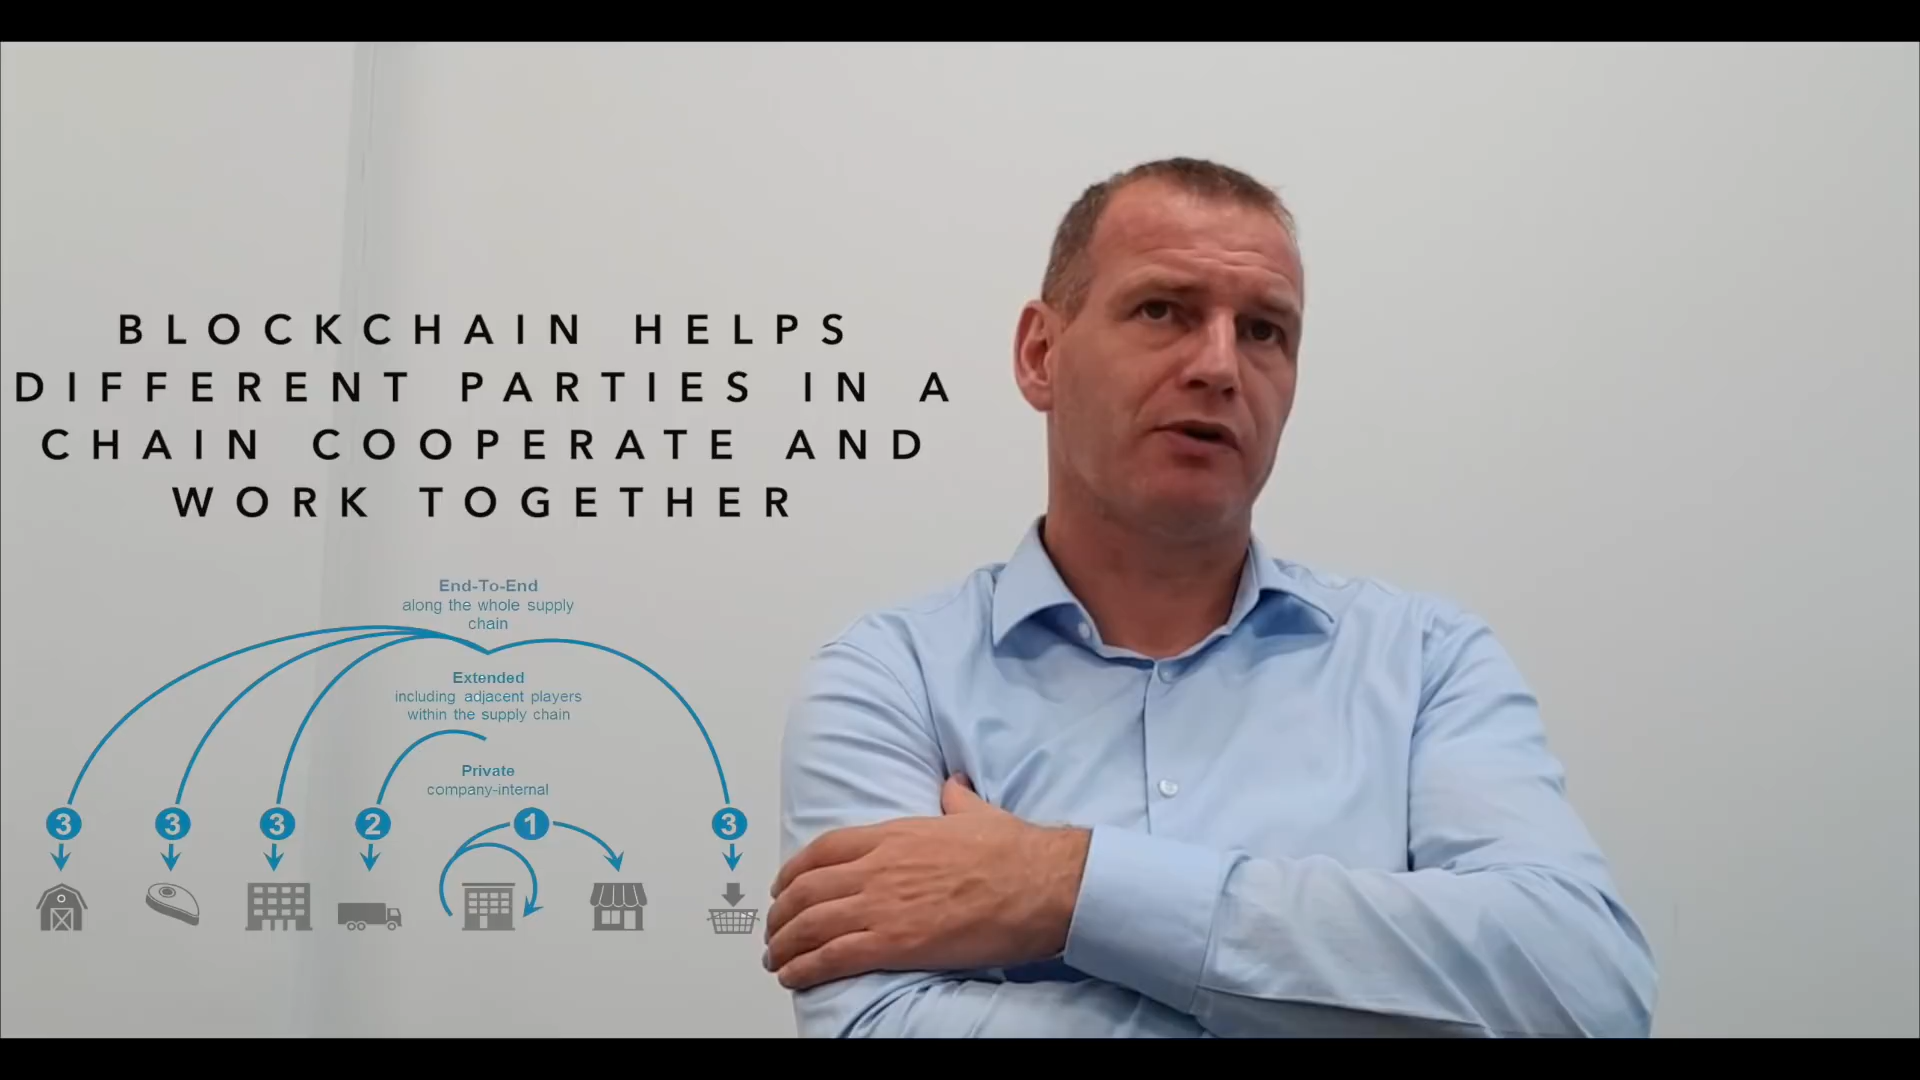 BLOCKCHAIN HELPS
DIFFERENT PARTIES IN A
CHAIN COOPERATE AND
WORK TOGETHER
End-To-End
along the whole supply
chain
Extended
including adjacent players
within the supply chain
Private
company-internal
3 3 3 2 1 3